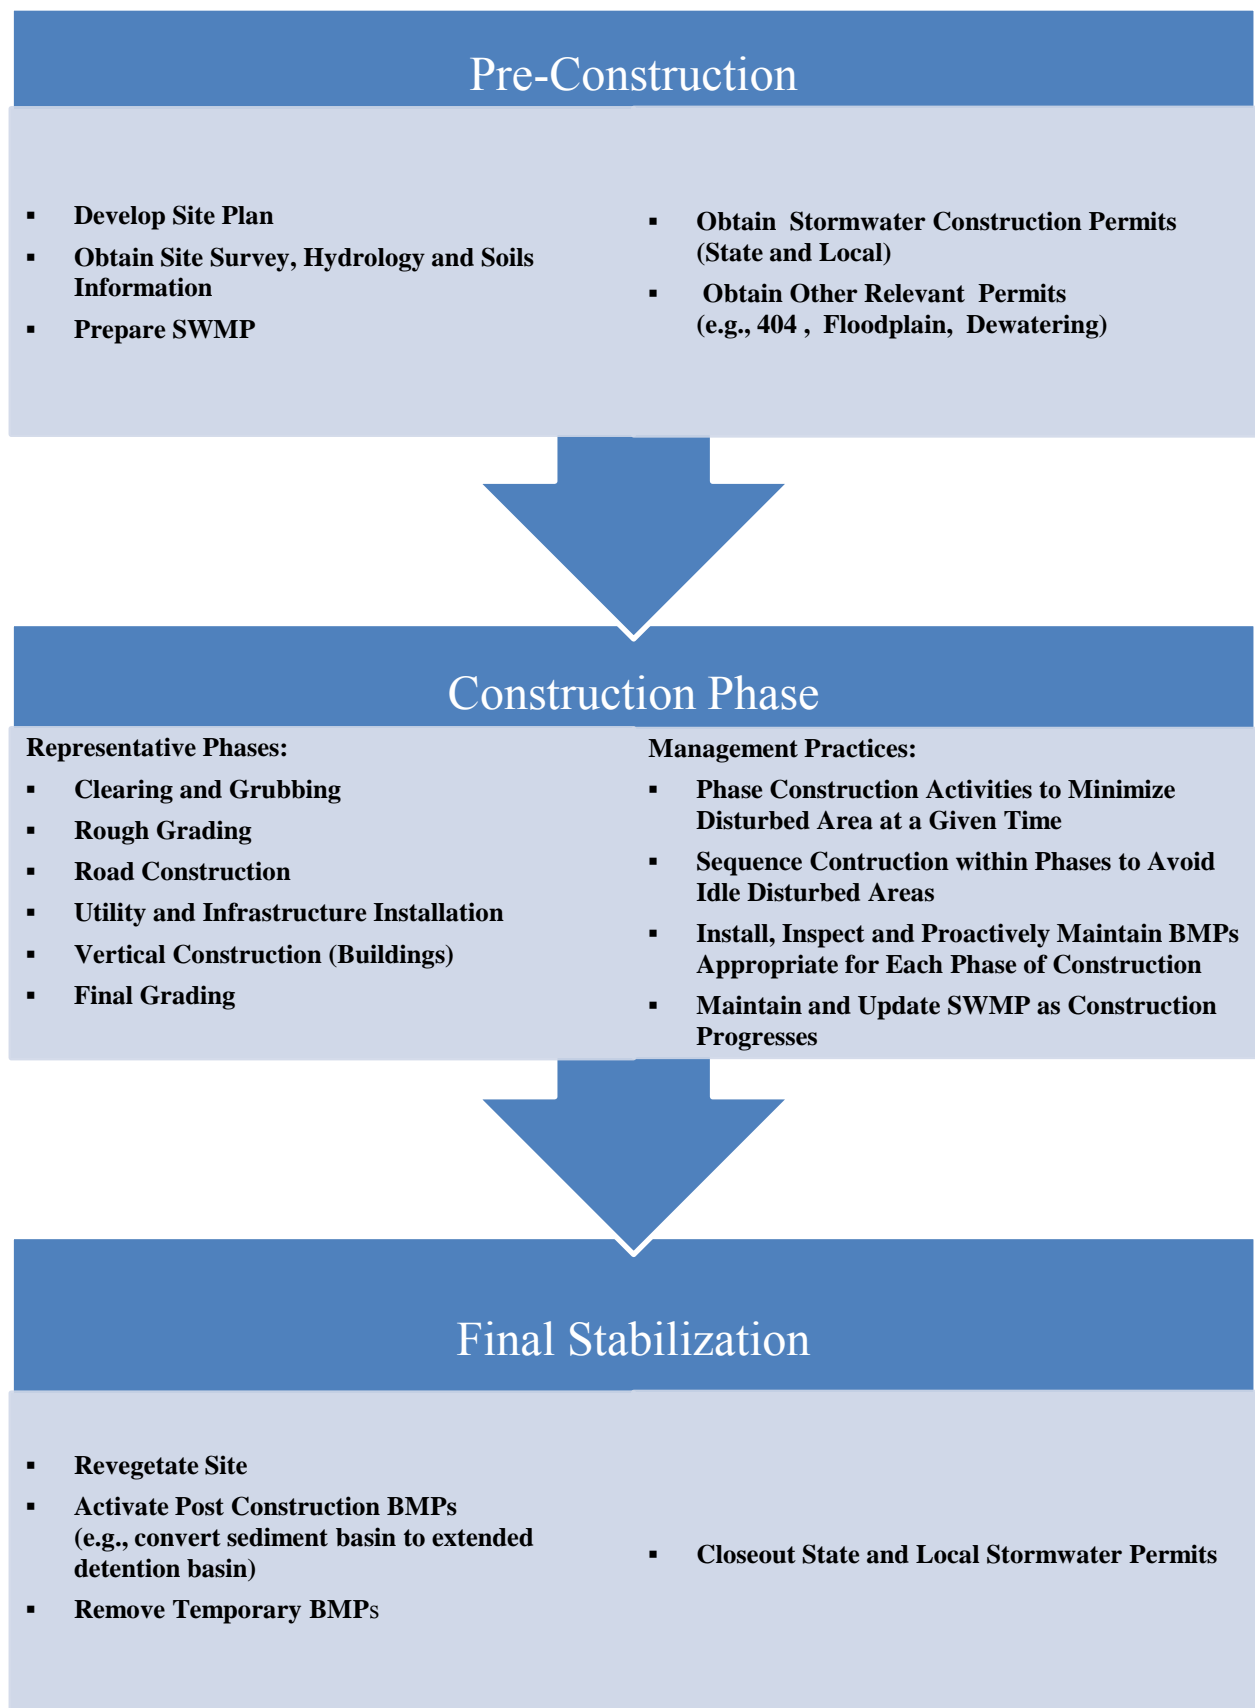 Pre-Construction
▪ Develop Site Plan
▪ Obtain Site Survey, Hydrology and Soils
Information
▪ Prepare SWMP
▪ Obtain Stormwater Construction Permits
(State and Local)
▪ Obtain Other Relevant Permits
(e.g., 404 , Floodplain, Dewatering)
Construction Phase
Representative Phases:
▪ Clearing and Grubbing
▪ Rough Grading
▪ Road Construction
▪ Utility and Infrastructure Installation
▪ Vertical Construction (Buildings)
▪ Final Grading
Management Practices:
▪ Phase Construction Activities to Minimize
Disturbed Area at a Given Time
▪ Sequence Contruction within Phases to Avoid
Idle Disturbed Areas
▪ Install, Inspect and Proactively Maintain BMPs
Appropriate for Each Phase of Construction
▪ Maintain and Update SWMP as Construction
Progresses
Final Stabilization
▪ Revegetate Site
▪ Activate Post Construction BMPs
(e.g., convert sediment basin to extended
detention basin)
▪ Remove Temporary BMPs
▪ Closeout State and Local Stormwater Permits